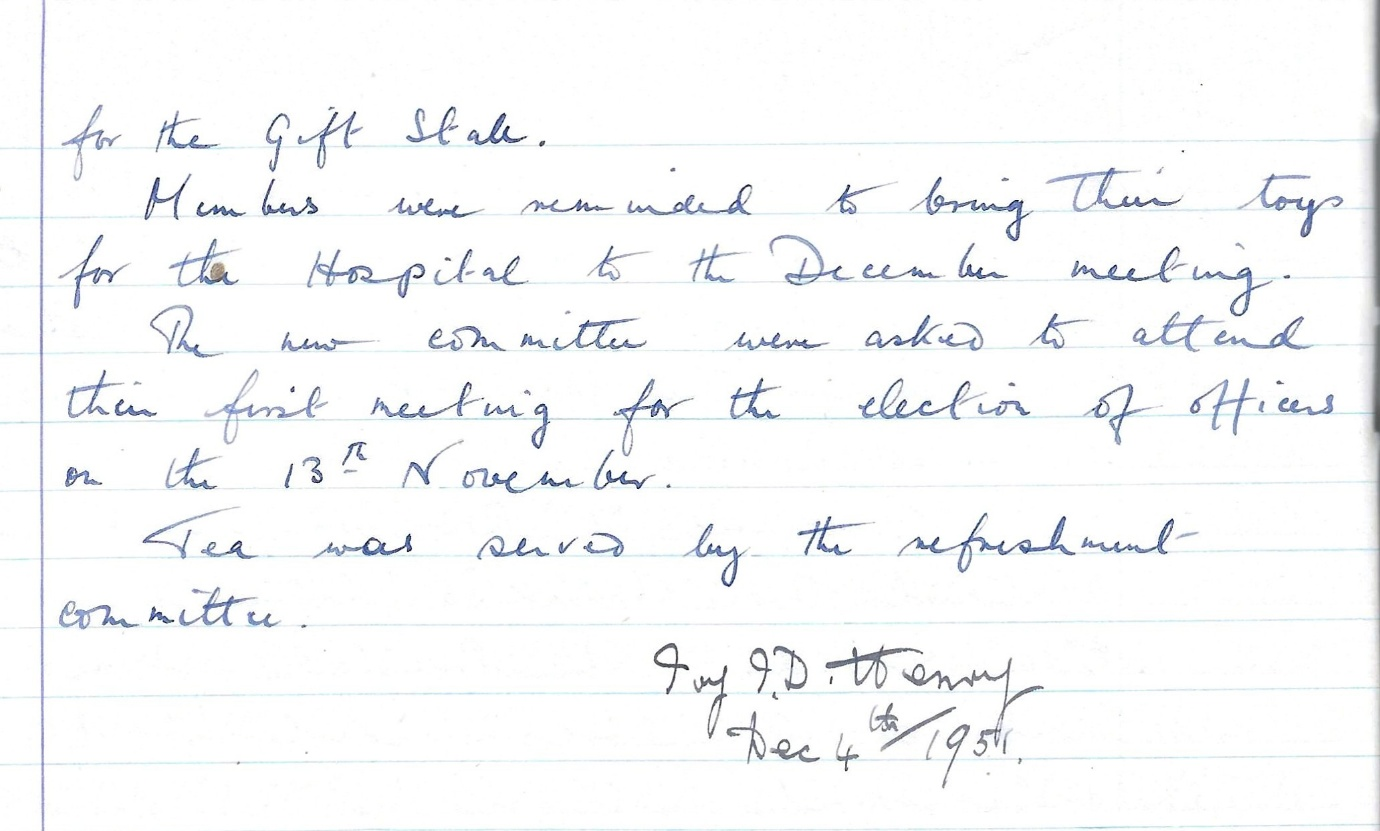 for the Gift Stall.
Members were reminded to bring their toys
for the Hospital to the December meeting.
The new committee were asked to attend
their first meeting for the election of officers
on the 13th November.
Tea was served by the refreshment
committee.
Ivy I.D. Henry
Dec 4th/1951.